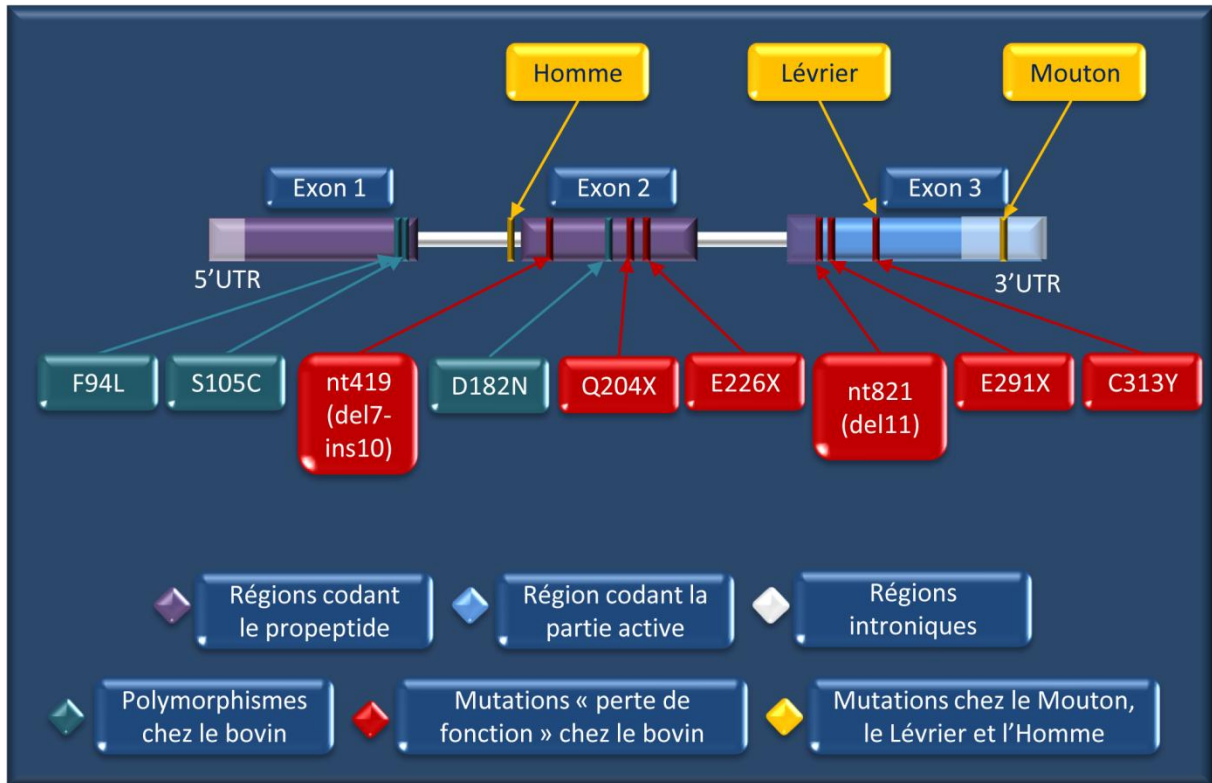 Homme
Lévrier
Mouton
Exon 1
Exon 2
Exon 3
5’UTR
3’UTR
F94L
S105C
nt419
(del7-
ins10)
D182N
Q204X
E226X
nt821
(del11)
E291X
C313Y
Régions codant
le propeptide
Région codant la
partie active
Régions
introniques
Polymorphismes
chez le bovin
Mutations « perte de
fonction » chez le bovin
Mutations chez le Mouton,
le Lévrier et l’Homme